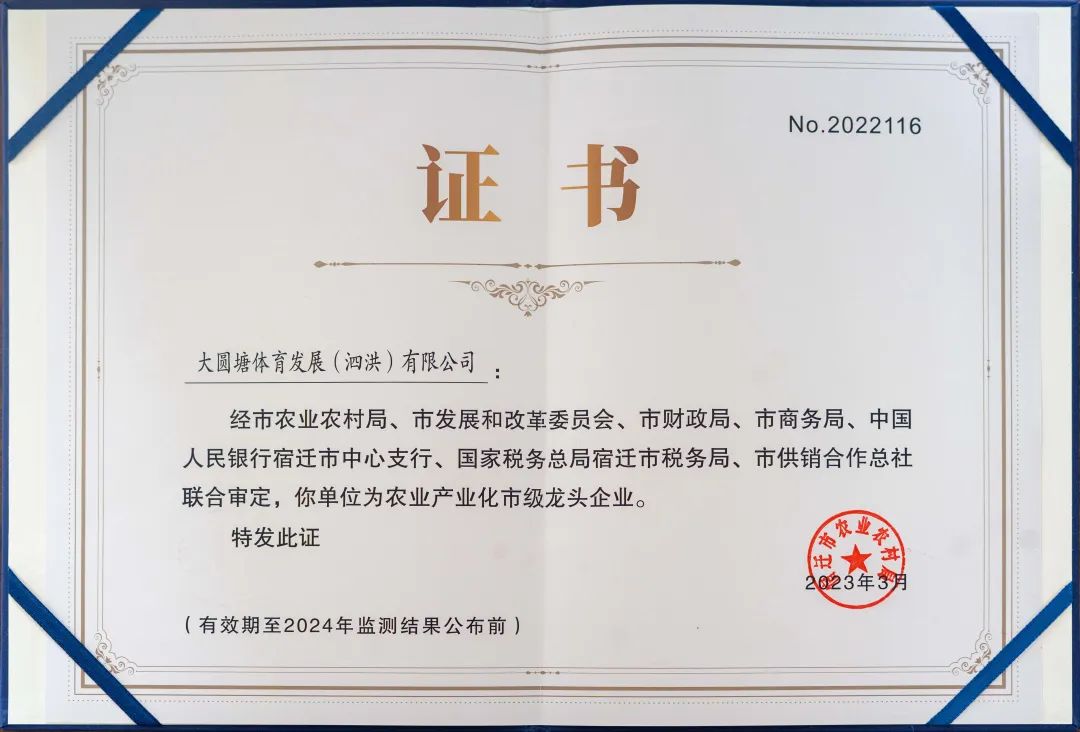 No.2022116
证书
大圆塘体育发展（泗洪）有限公司：
经市农业农村局、市发展和改革委员会、市财政局、市商务局、中国
人民银行宿迁市中心支行、国家税务总局宿迁市税务局、市供销合作总社
联合审定，你单位为农业产业化市级龙头企业。
特发此证
宿迁市农业农村局
2023年3月
（有效期至2024年监测结果公布前）